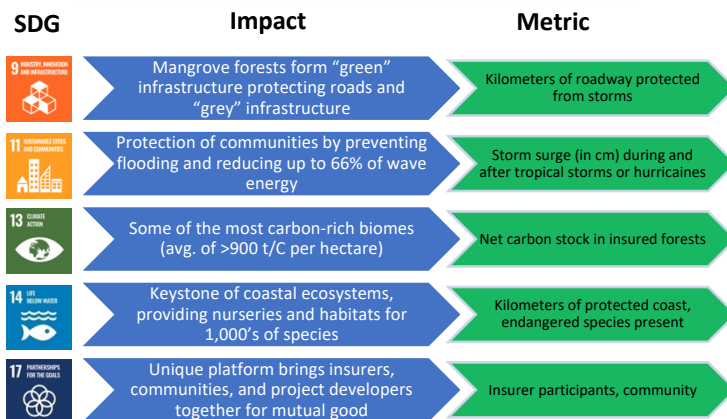 SDG
Impact
Metric
9 INDUSTRY, INNOVATION
AND INFRASTRUCTURE
Mangrove forests form “green”
infrastructure protecting roads and
“grey” infrastructure
Kilometers of roadway protected
from storms
11 SUSTAINABLE CITIES
AND COMMUNITIES
Protection of communities by preventing
flooding and reducing up to 66% of wave
energy
Storm surge (in cm) during and
after tropical storms or hurricaines
13 CLIMATE
ACTION
Some of the most carbon-rich biomes
(avg. of >900 t/C per hectare)
Net carbon stock in insured forests
14 LIFE
BELOW WATER
Keystone of coastal ecosystems,
providing nurseries and habitats for
1,000’s of species
Kilometers of protected coast,
endangered species present
17 PARTNERSHIPS
FOR THE GOALS
Unique platform brings insurers,
communities, and project developers
together for mutual good
Insurer participants, community